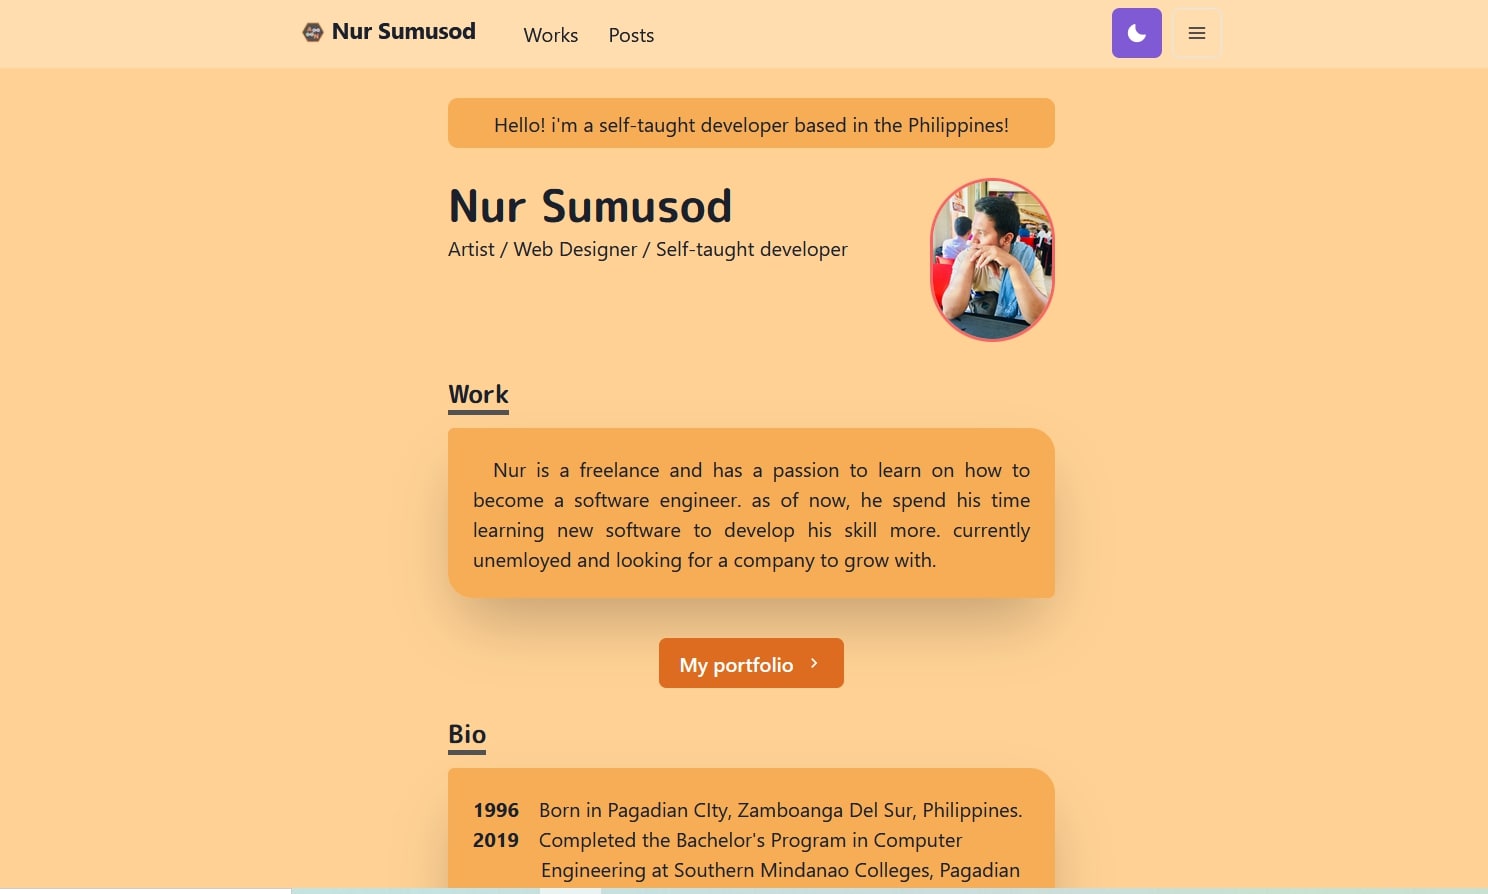 Nur Sumusod
Works
Posts
Hello! i'm a self-taught developer based in the Philippines!
Nur Sumusod
Artist / Web Designer / Self-taught developer
Work
Nur is a freelance and has a passion to learn on how to
become a software engineer. as of now, he spend his time
learning new software to develop his skill more. currently
unemloyed and looking for a company to grow with.
My portfolio
Bio
1996 Born in Pagadian CIty, Zamboanga Del Sur, Philippines.
2019 Completed the Bachelor's Program in Computer
Engineering at Southern Mindanao Colleges, Pagadian